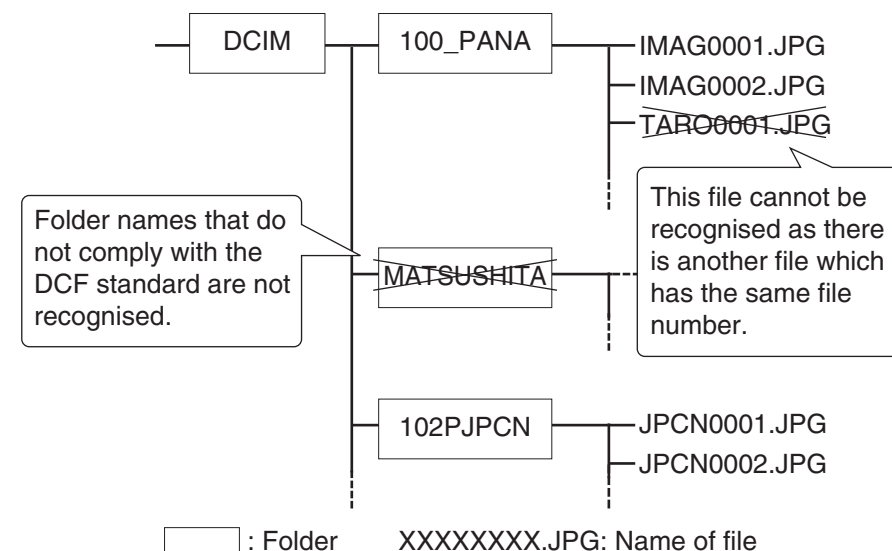 DCIM
100_PANA
IMAG0001.JPG
IMAG0002.JPG
TARO0001.JPG
This file cannot be
recognised as there
is another file which
has the same file
number.
Folder names that do
not comply with the
DCF standard are not
recognised.
MATSUSHITA
102PJPCN
JPCN0001.JPG
JPCN0002.JPG
: Folder XXXXXXXX.JPG: Name of file